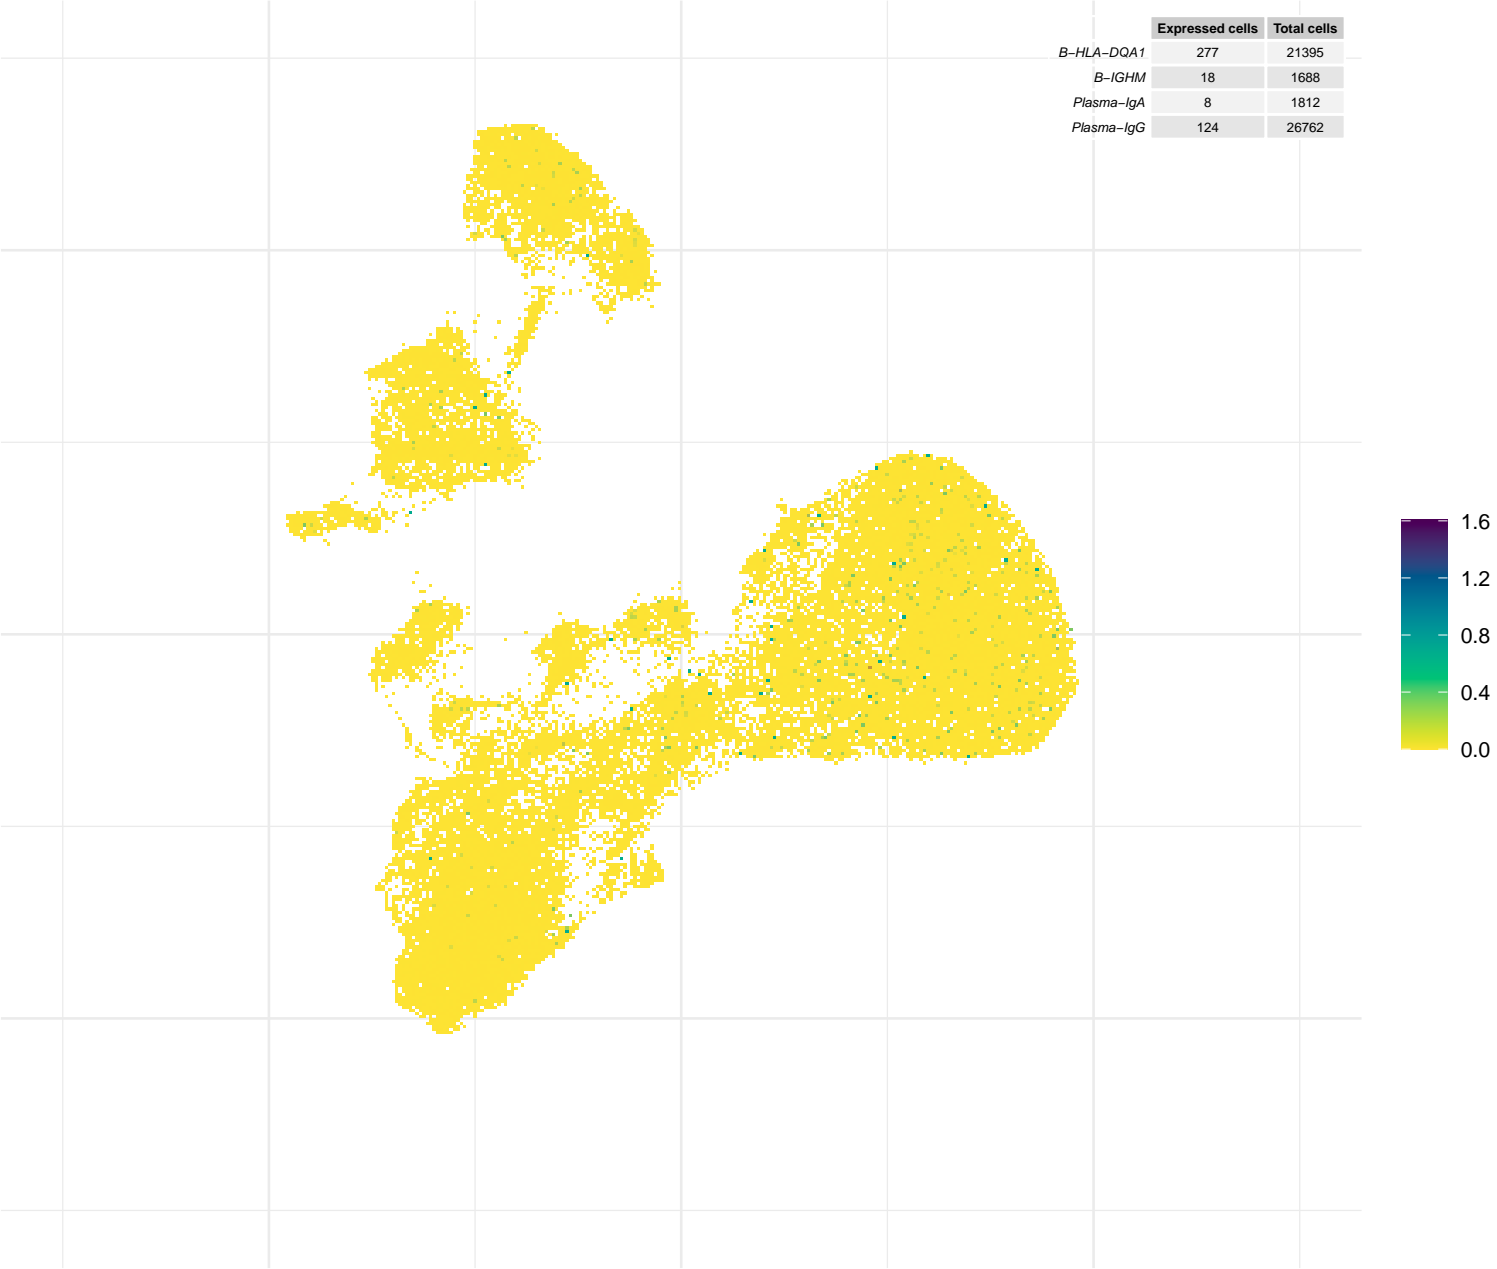 Expressed cells Total cells
B−HLA−DQA1 277 21395
B−IGHM 18 1688
Plasma−IgA 8 1812
Plasma−IgG 124 26762
1.6
1.2
0.8
0.4
0.0